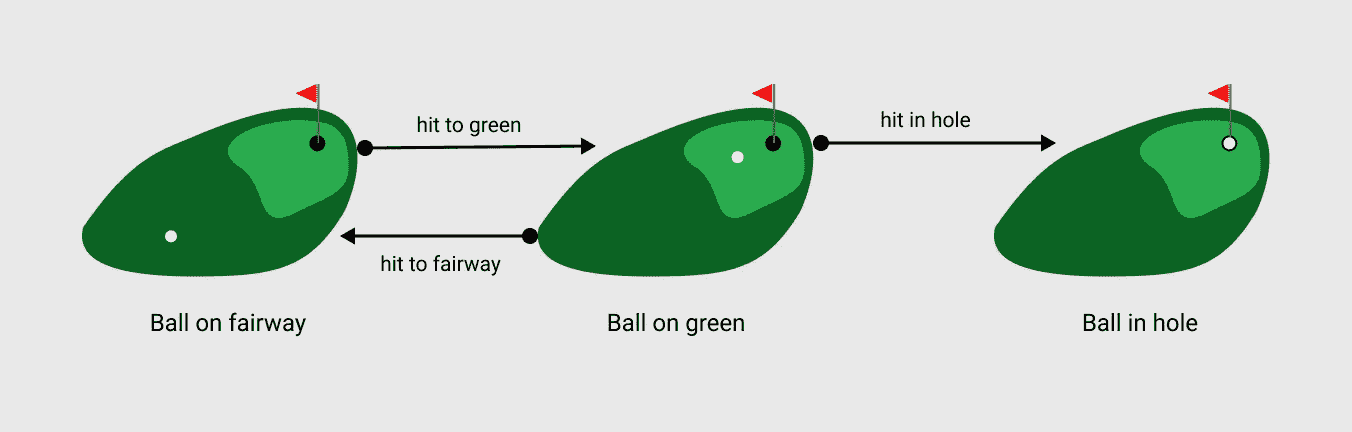 hit to green
hit in hole
hit to fairway
Ball on fairway
Ball on green
Ball in hole